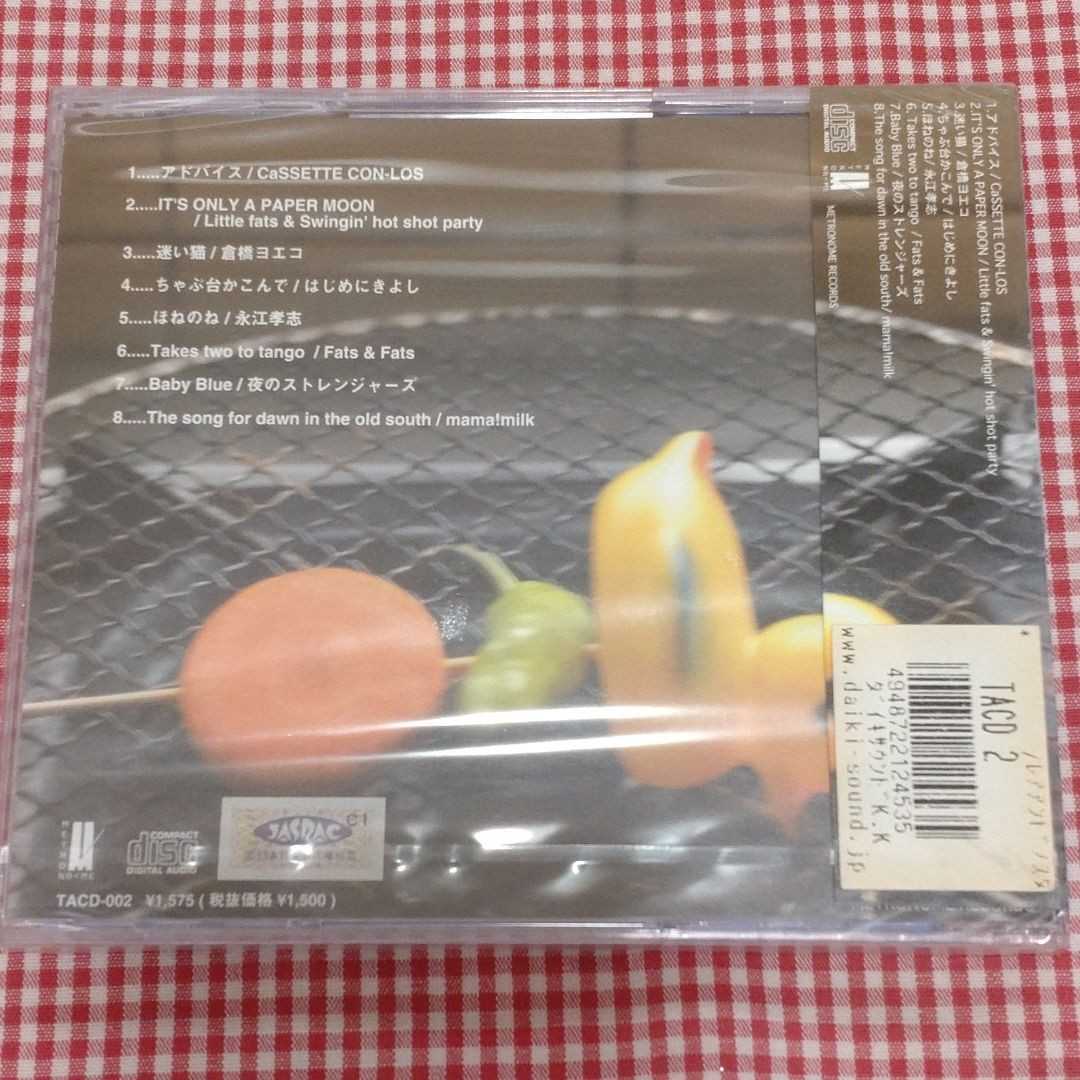 1.....アドバイス / CaSSETTE CON-LOS
2.....IT'S ONLY A PAPER MOON
/ Little fats & Swingin' hot shot party
3.....迷い猫 / 倉橋ヨエコ
4.....ちゃぶ台かこんで / はじめにきよし
5.....ほねのね / 永江孝志
6.....Takes two to tango / Fats & Fats
7.....Baby Blue / 夜のストレンジャーズ
8.....The song for dawn in the old south / mama!milk
COMPACT
disc
DIGITAL AUDIO
JASRAC
TACD-002 ¥1,575 ( 税抜価格 ¥1,500 )
1.アドバイス / CaSSETTE CON-LOS
2.IT'S ONLY A PAPER MOON / Little fats & Swingin' hot shot party
3.迷い猫 / 倉橋ヨエコ
4.ちゃぶ台かこんで / はじめにきよし
5.ほねのね / 永江孝志
6.Takes two to tango / Fats & Fats
7.Baby Blue / 夜のストレンジャーズ
8.The song for dawn in the old south / mama!milk
COMPACT
disc
DIGITAL AUDIO
METRONOME RECORDS
*
TACD 2
4948722124535
ダイキサウンド K.K
www.daiki-sound.jp